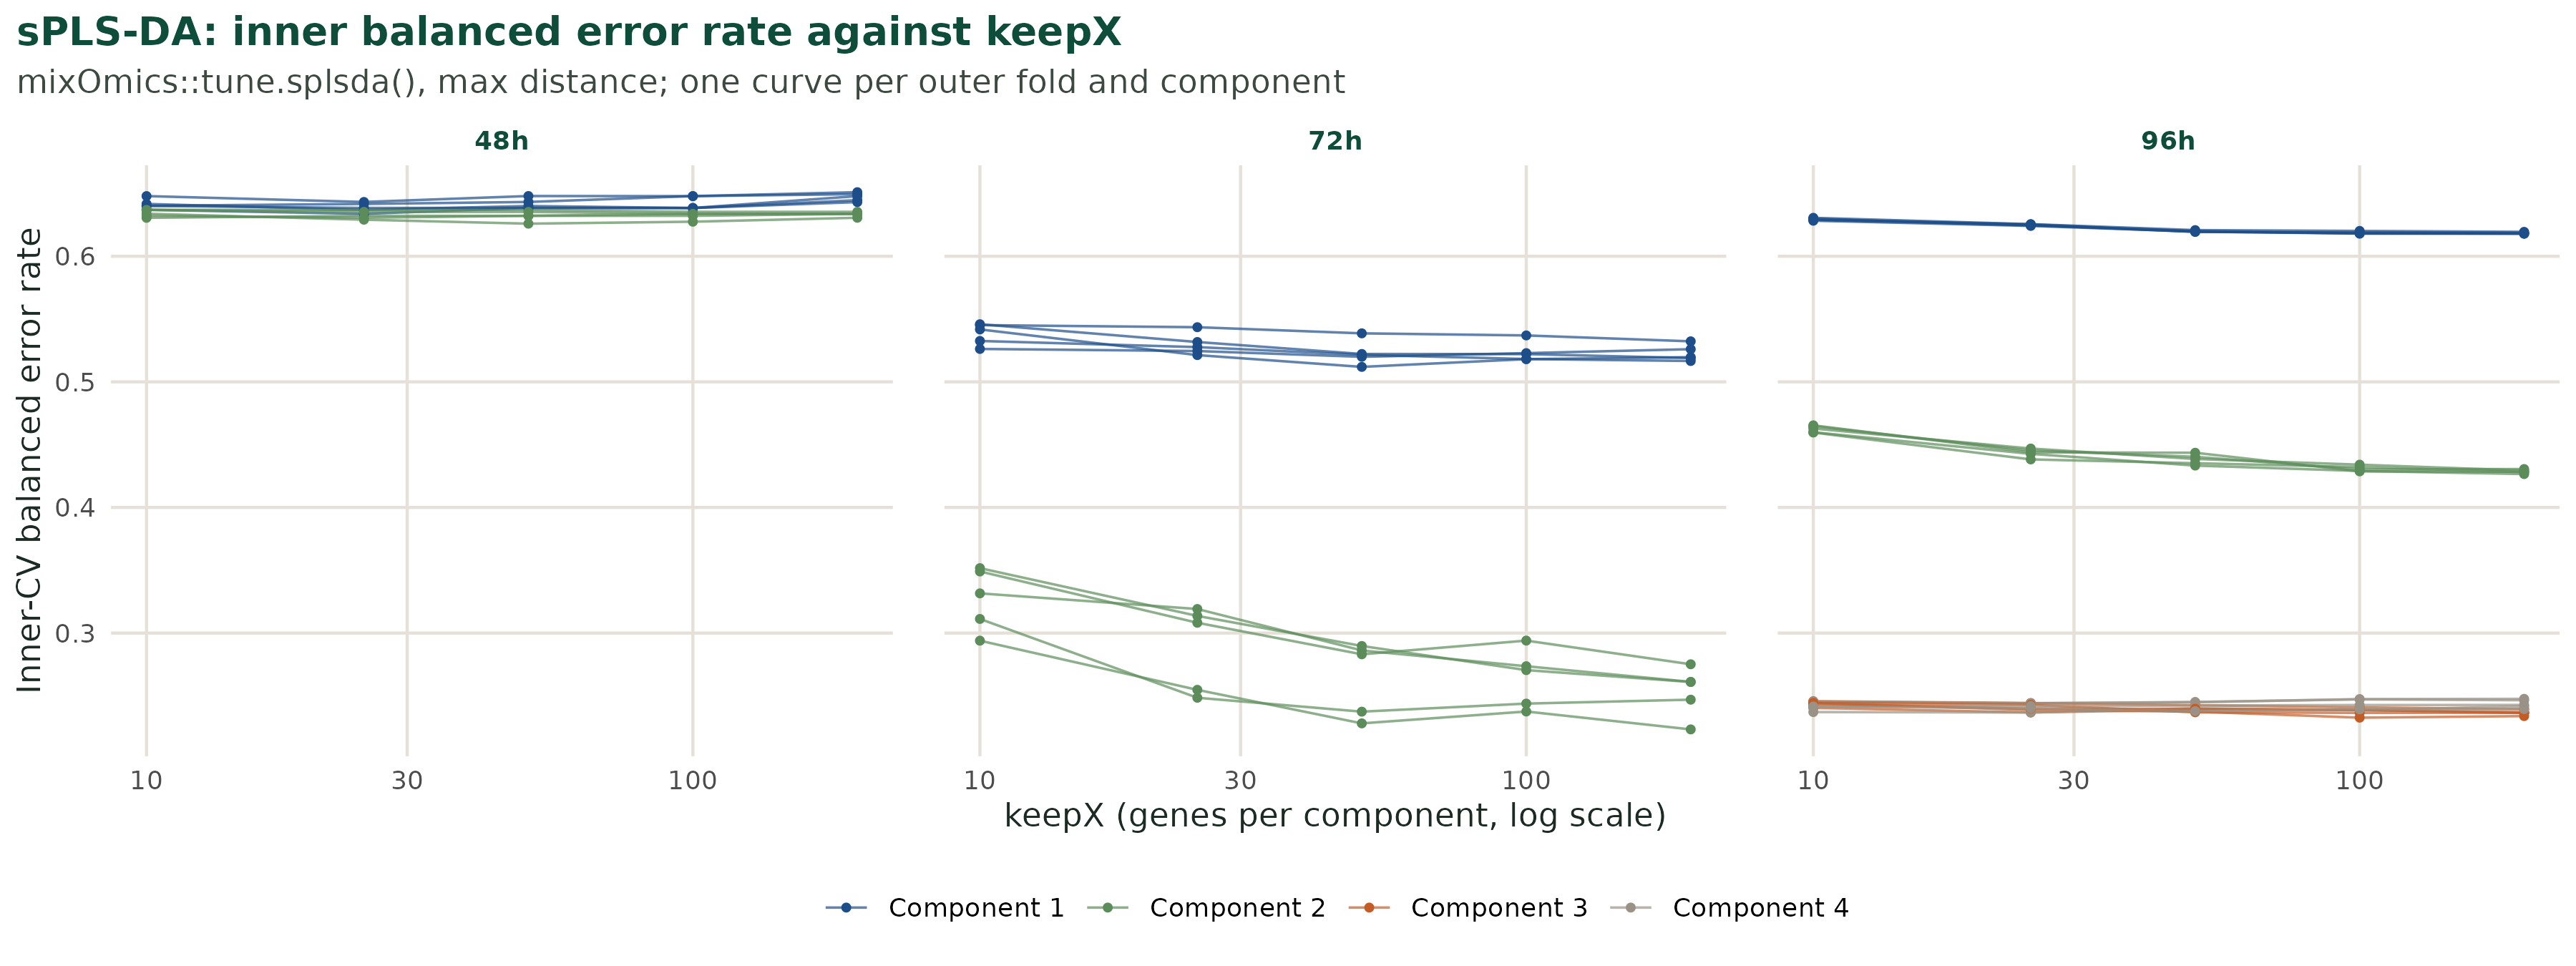 sPLS-DA: inner balanced error rate against keepX
mixOmics::tune.splsda(), max distance; one curve per outer fold and component
48h 72h 96h
Inner-CV balanced error rate
0.6
0.5
0.4
0.3
10 30 100 10 30 100 10 30 100
keepX (genes per component, log scale)
Component 1 Component 2 Component 3 Component 4